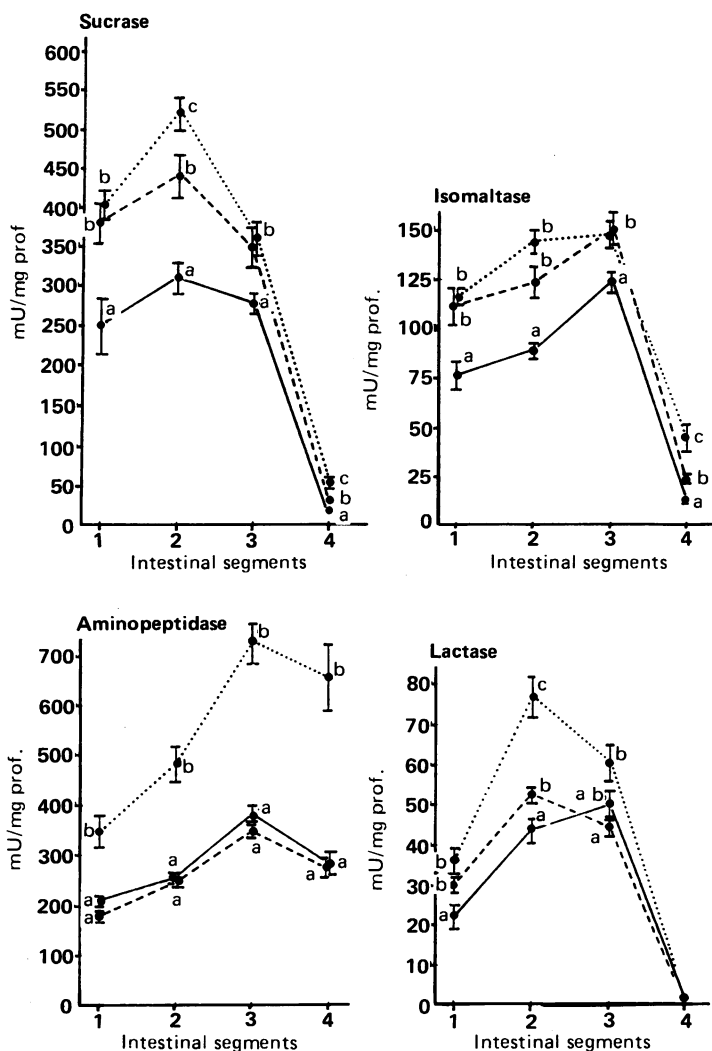 Sucrase
600
550
500
450
400
350
300
250
200
150
100
50
0
mU/mg prof
b
b
c
b
b
a
a
a
c
b
a
1 2 3 4
Intestinal segments
Isomaltase
150
125
100
75
50
25
0
mU/mg prof.
b
b
b
b
b
a
a
a
c
b
a
1 2 3 4
Intestinal segments
Aminopeptidase
700
600
500
400
300
200
100
0
mU/mg prof.
b
b
b
b
a
a
a
a
a
a
a
a
1 2 3 4
Intestinal segments
Lactase
80
70
60
50
40
30
20
10
0
mU/mg prof.
c
b
b
a b
b
b
a
a
a
1 2 3 4
Intestinal segments